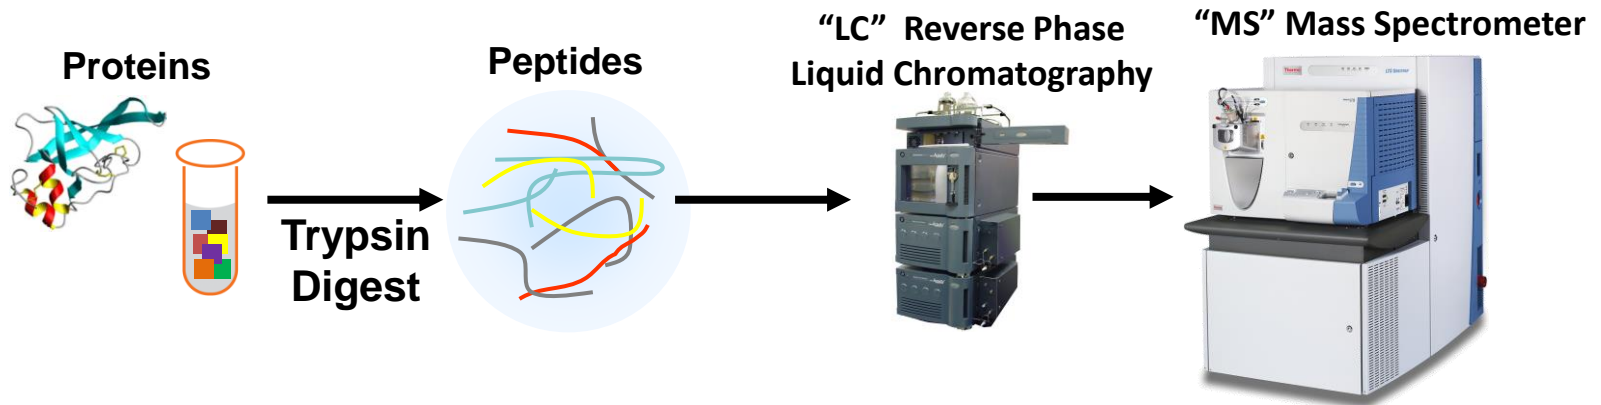 Proteins
Trypsin
Digest
Peptides
“LC” Reverse Phase
Liquid Chromatography
“MS” Mass Spectrometer